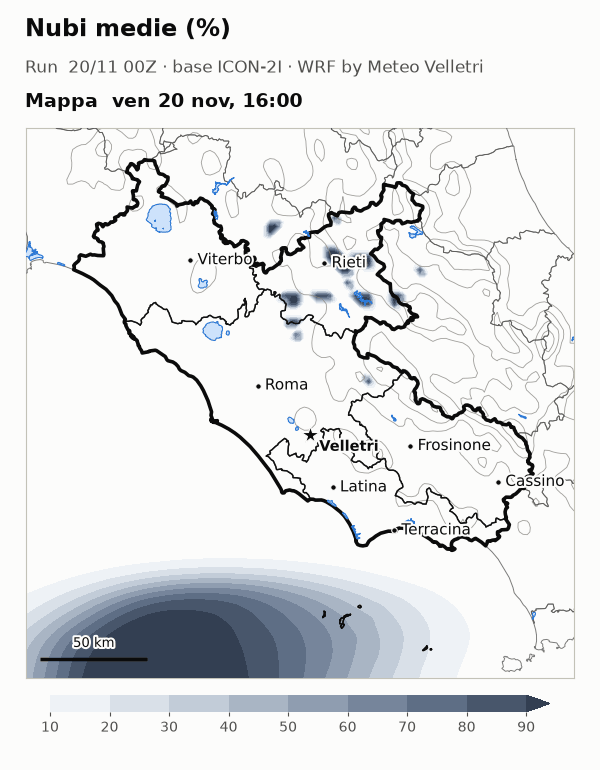 Nubi medie (%)
Run  20/11 00Z · base ICON-2I · WRF by Meteo Velletri
Mappa  ven 20 nov, 16:00
Viterbo
Rieti
Roma
Velletri
Frosinone
Cassino
Latina
Terracina
50 km
10 20 30 40 50 60 70 80 90